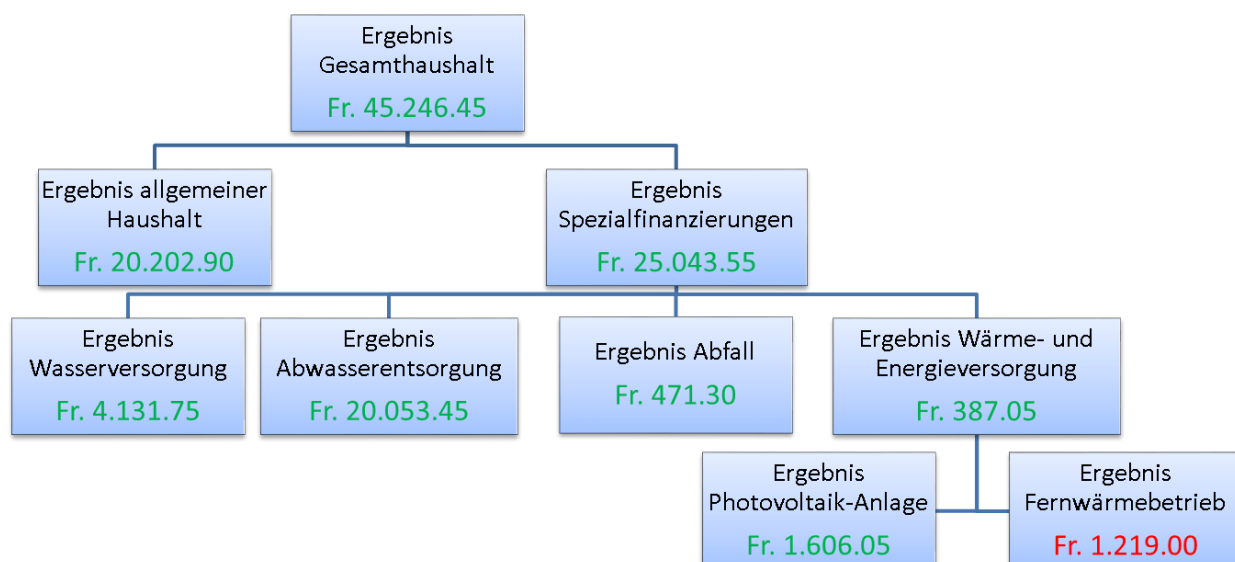 Ergebnis
Gesamthaushalt
Fr. 45.246.45
Ergebnis allgemeiner
Haushalt
Fr. 20.202.90
Ergebnis
Spezialfinanzierungen
Fr. 25.043.55
Ergebnis
Wasserversorgung
Fr. 4.131.75
Ergebnis
Abwasserentsorgung
Fr. 20.053.45
Ergebnis Abfall
Fr. 471.30
Ergebnis Wärme- und
Energieversorgung
Fr. 387.05
Ergebnis
Photovoltaik-Anlage
Fr. 1.606.05
Ergebnis
Fernwärmebetrieb
Fr. 1.219.00